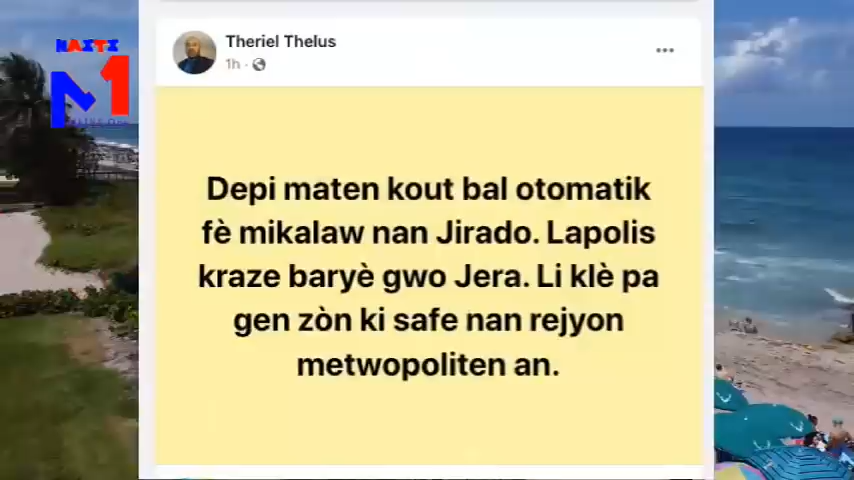 HAITI
M1
Theriel Thelus
1h
Depi maten kout bal otomatik
fè mikalaw nan Jirado. Lapolis
kraze baryè gwo Jera. Li klè pa
gen zòn ki safe nan rejyon
metwopoliten an.